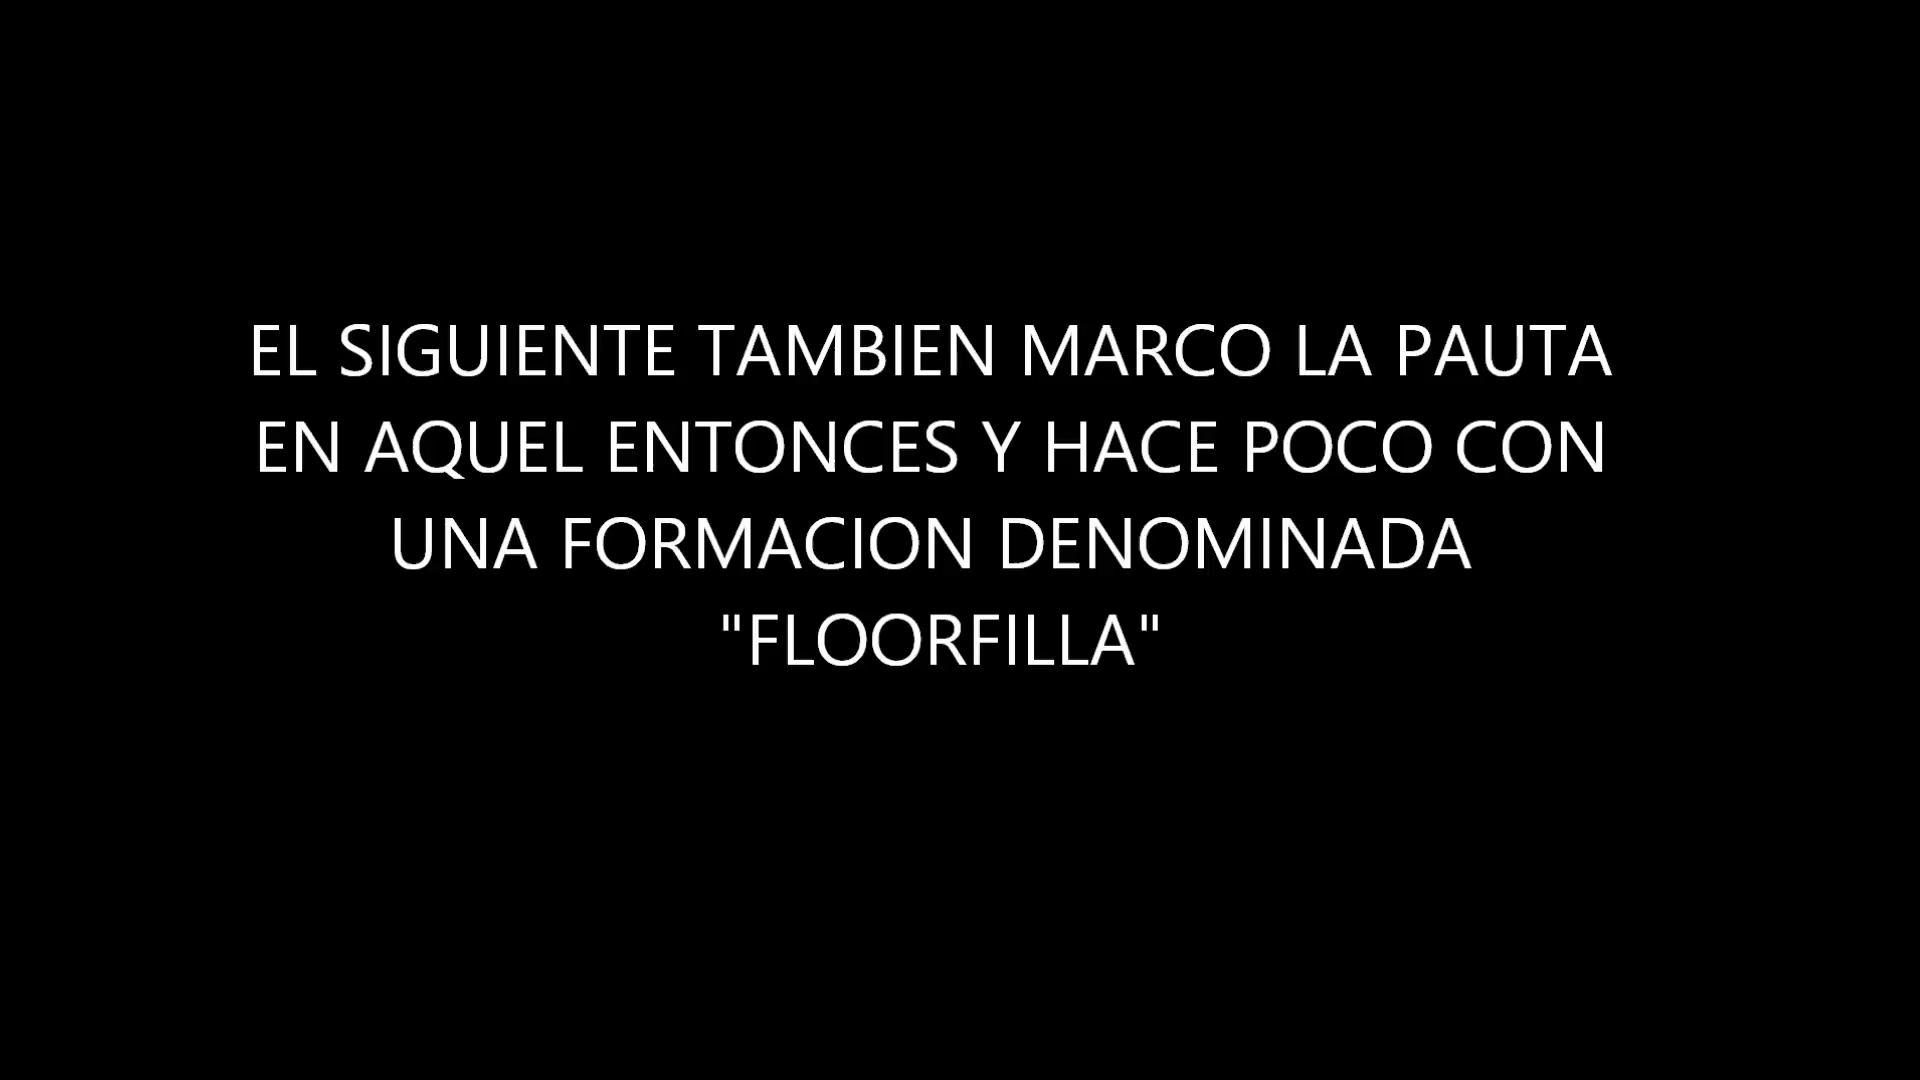 EL SIGUIENTE TAMBIEN MARCO LA PAUTA
EN AQUEL ENTONCES Y HACE POCO CON
UNA FORMACION DENOMINADA
"FLOORFILLA"